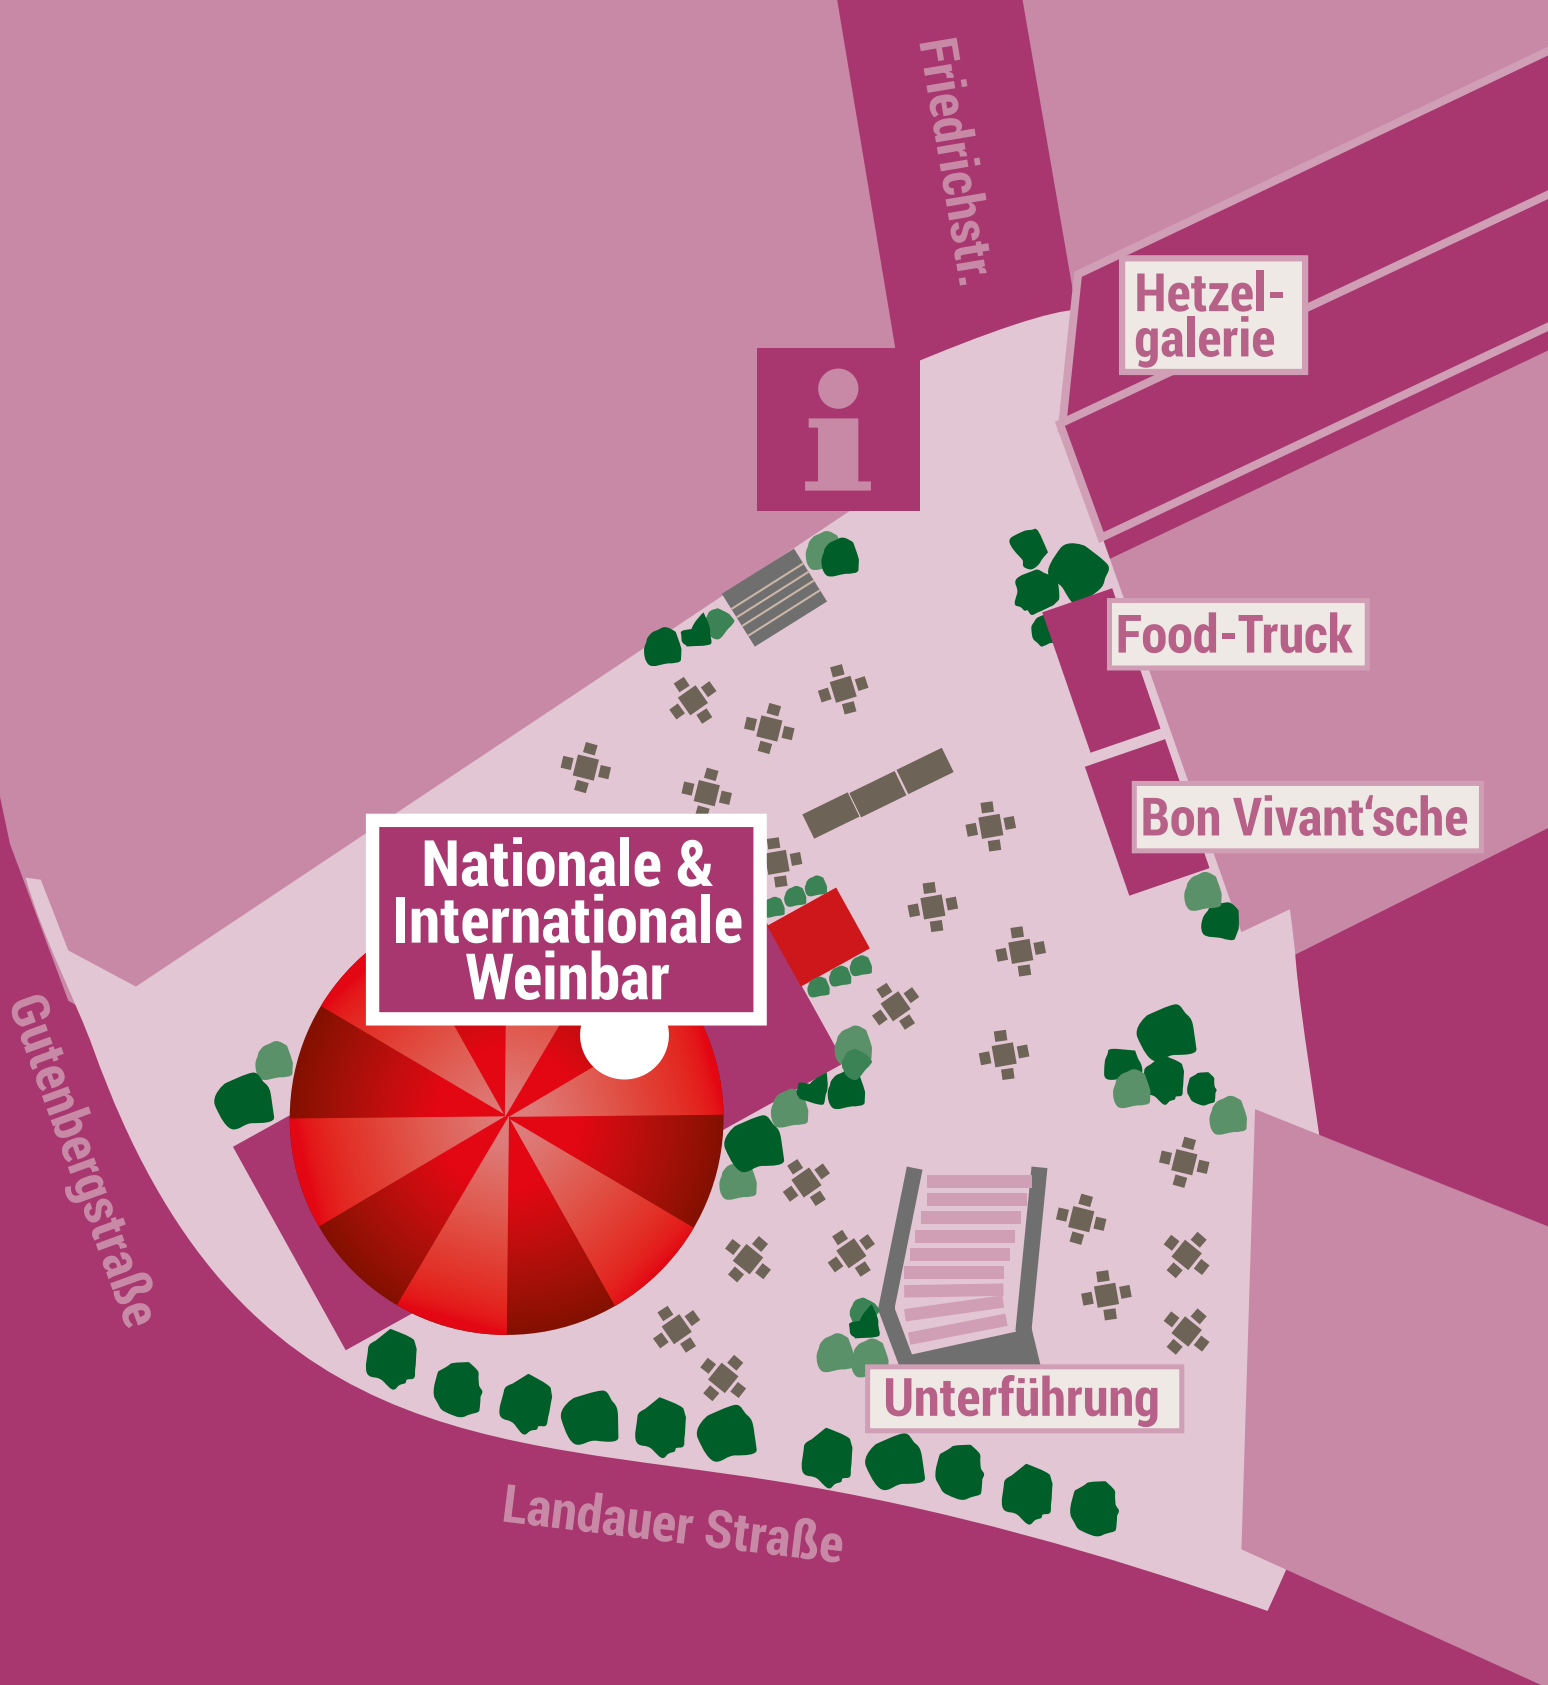 Friedrichstr.
Hetzel-
galerie
i
Food-Truck
Bon Vivant‘sche
Nationale &
Internationale
Weinbar
Gutenbergstraße
Unterführung
Landauer Straße